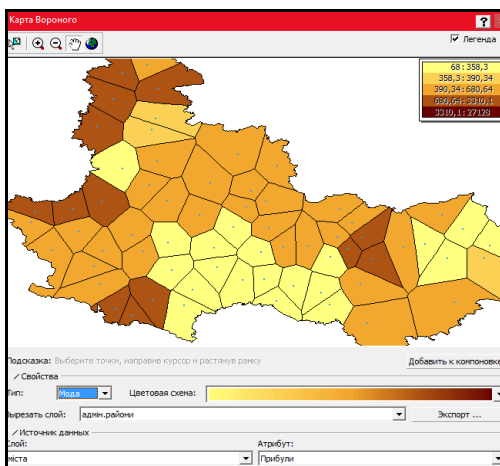 Карта Вороного
?
Легенда
68 : 358,3
358,3 : 390,34
390,34 : 680,64
680,64 : 3310,1
3310,1 : 27128
Подсказка: Выберите точки, направив курсор и растянув рамку
Добавить к компоновке
Свойства
Тип: Мода Цветовая схема:
Вырезать слой: адмін.райони Экспорт ...
Источник данных
Слой: Атрибут:
міста Прибули